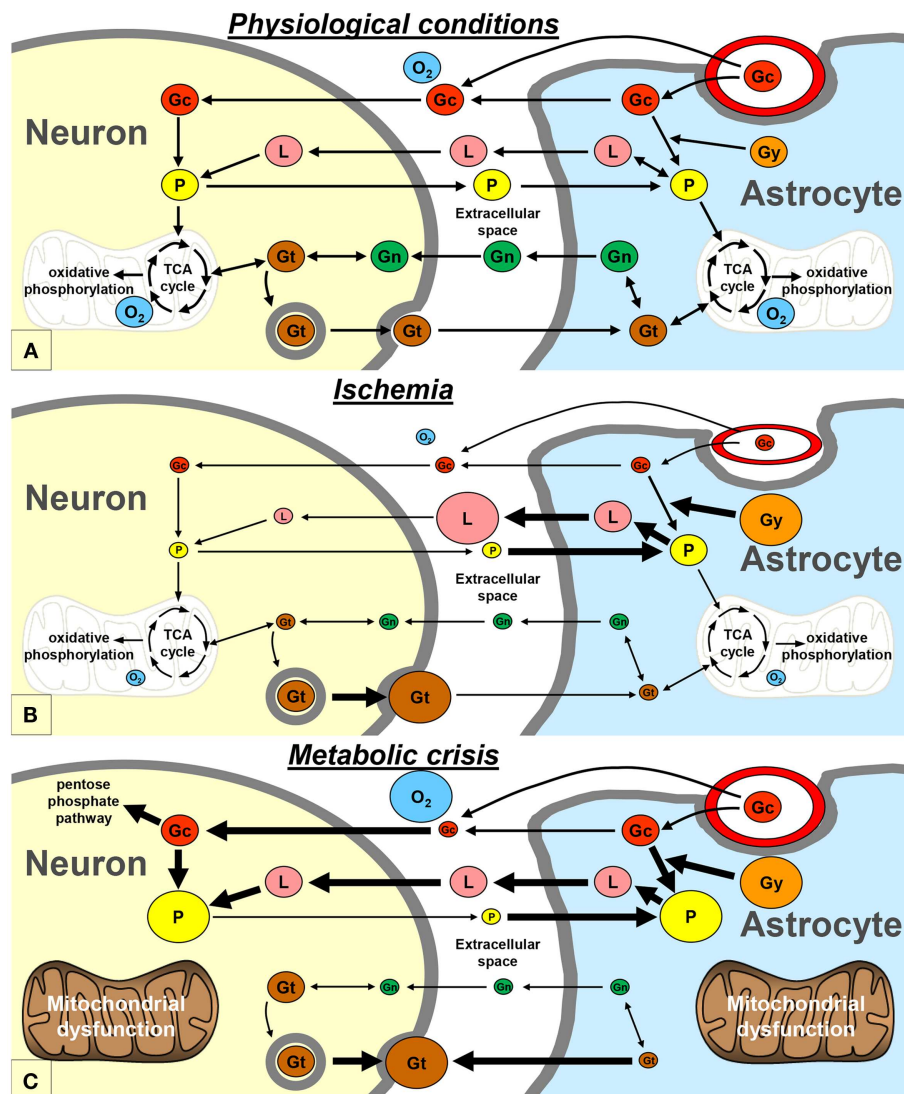 Physiological conditions
O2
Gc
Gc
Gc
Gc
Neuron
L
L
L
Gy
P
P
P
Astrocyte
Extracellular
space
Gt
Gn
Gn
Gn
oxidative
phosphorylation
TCA
cycle
O2
TCA
cycle
oxidative
phosphorylation
O2
Gt
Gt
Gt
A
Ischemia
O2
Gc
Gc
Gc
Gc
Neuron
L
L
L
Gy
P
P
P
Astrocyte
Extracellular
space
Gt
Gn
Gn
Gn
oxidative
phosphorylation
TCA
cycle
O2
TCA
cycle
oxidative
phosphorylation
O2
Gt
Gt
Gt
B
Metabolic crisis
pentose
phosphate
pathway
O2
Gc
Gc
Gc
Gc
Neuron
L
L
L
Gy
P
P
P
Astrocyte
Extracellular
space
Mitochondrial
dysfunction
Gt
Gn
Gn
Gn
Mitochondrial
dysfunction
Gt
Gt
Gt
C